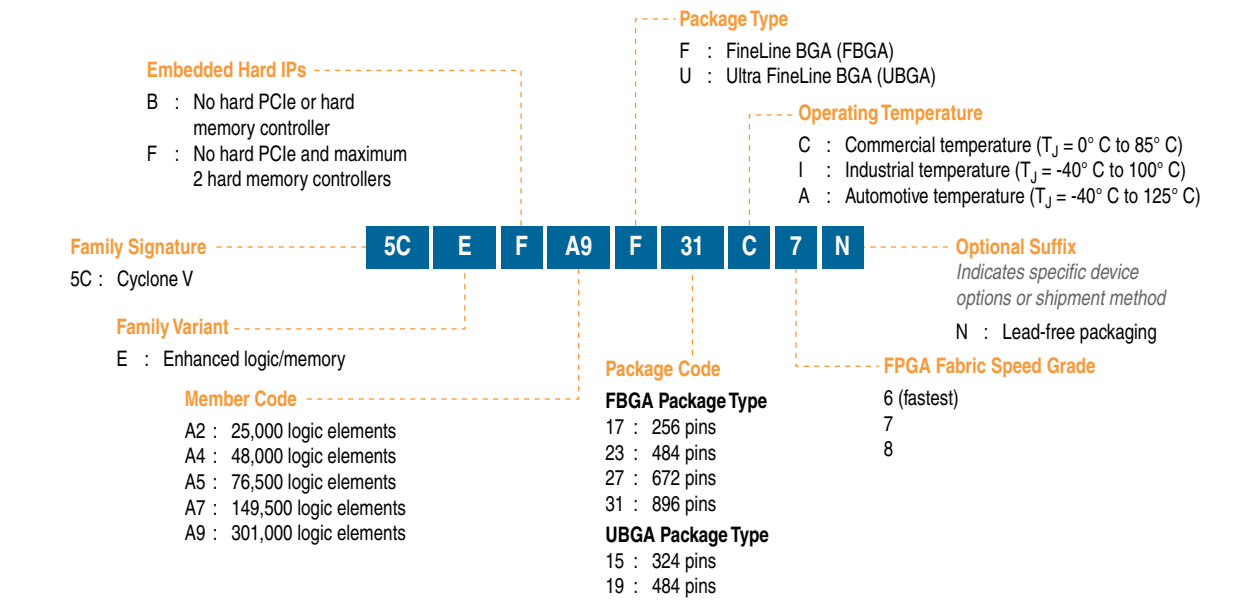 Package Type
F : FineLine BGA (FBGA)
U : Ultra FineLine BGA (UBGA)
Embedded Hard IPs
B : No hard PCIe or hard
memory controller
F : No hard PCIe and maximum
2 hard memory controllers
Operating Temperature
C : Commercial temperature (TJ = 0° C to 85° C)
I : Industrial temperature (TJ = -40° C to 100° C)
A : Automotive temperature (TJ = -40° C to 125° C)
5C E F A9 F 31 C 7 N
Family Signature
5C : Cyclone V
Optional Suffix
Indicates specific device
options or shipment method
N : Lead-free packaging
Family Variant
E : Enhanced logic/memory
Member Code
A2 : 25,000 logic elements
A4 : 48,000 logic elements
A5 : 76,500 logic elements
A7 : 149,500 logic elements
A9 : 301,000 logic elements
Package Code
FBGA Package Type
17 : 256 pins
23 : 484 pins
27 : 672 pins
31 : 896 pins
UBGA Package Type
15 : 324 pins
19 : 484 pins
FPGA Fabric Speed Grade
6 (fastest)
7
8